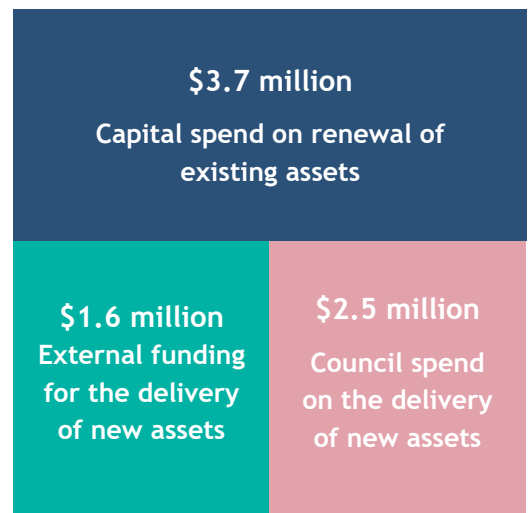 $3.7 million
Capital spend on renewal of
existing assets
$1.6 million
External funding
for the delivery
of new assets
$2.5 million
Council spend
on the delivery
of new assets